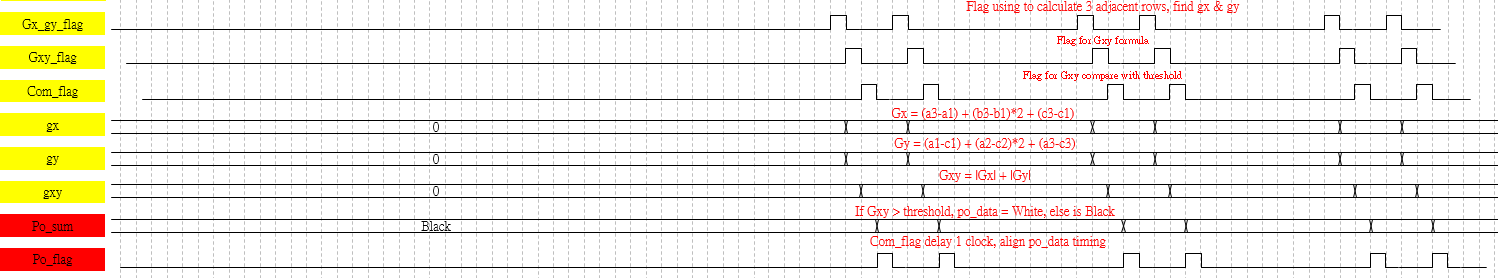 Flag using to calculate 3 adjacent rows, find gx & gy
Gx_gy_flag
Flag for Gxy formula
Gxy_flag
Flag for Gxy compare with threshold
Com_flag
Gx = (a3-a1) + (b3-b1)*2 + (c3-c1)
gx
0
Gy = (a1-c1) + (a2-c2)*2 + (a3-c3)
gy
0
Gxy = |Gx| + |Gy|
gxy
0
If Gxy > threshold, po_data = White, else is Black
Po_sum
Black
Com_flag delay 1 clock, align po_data timing
Po_flag